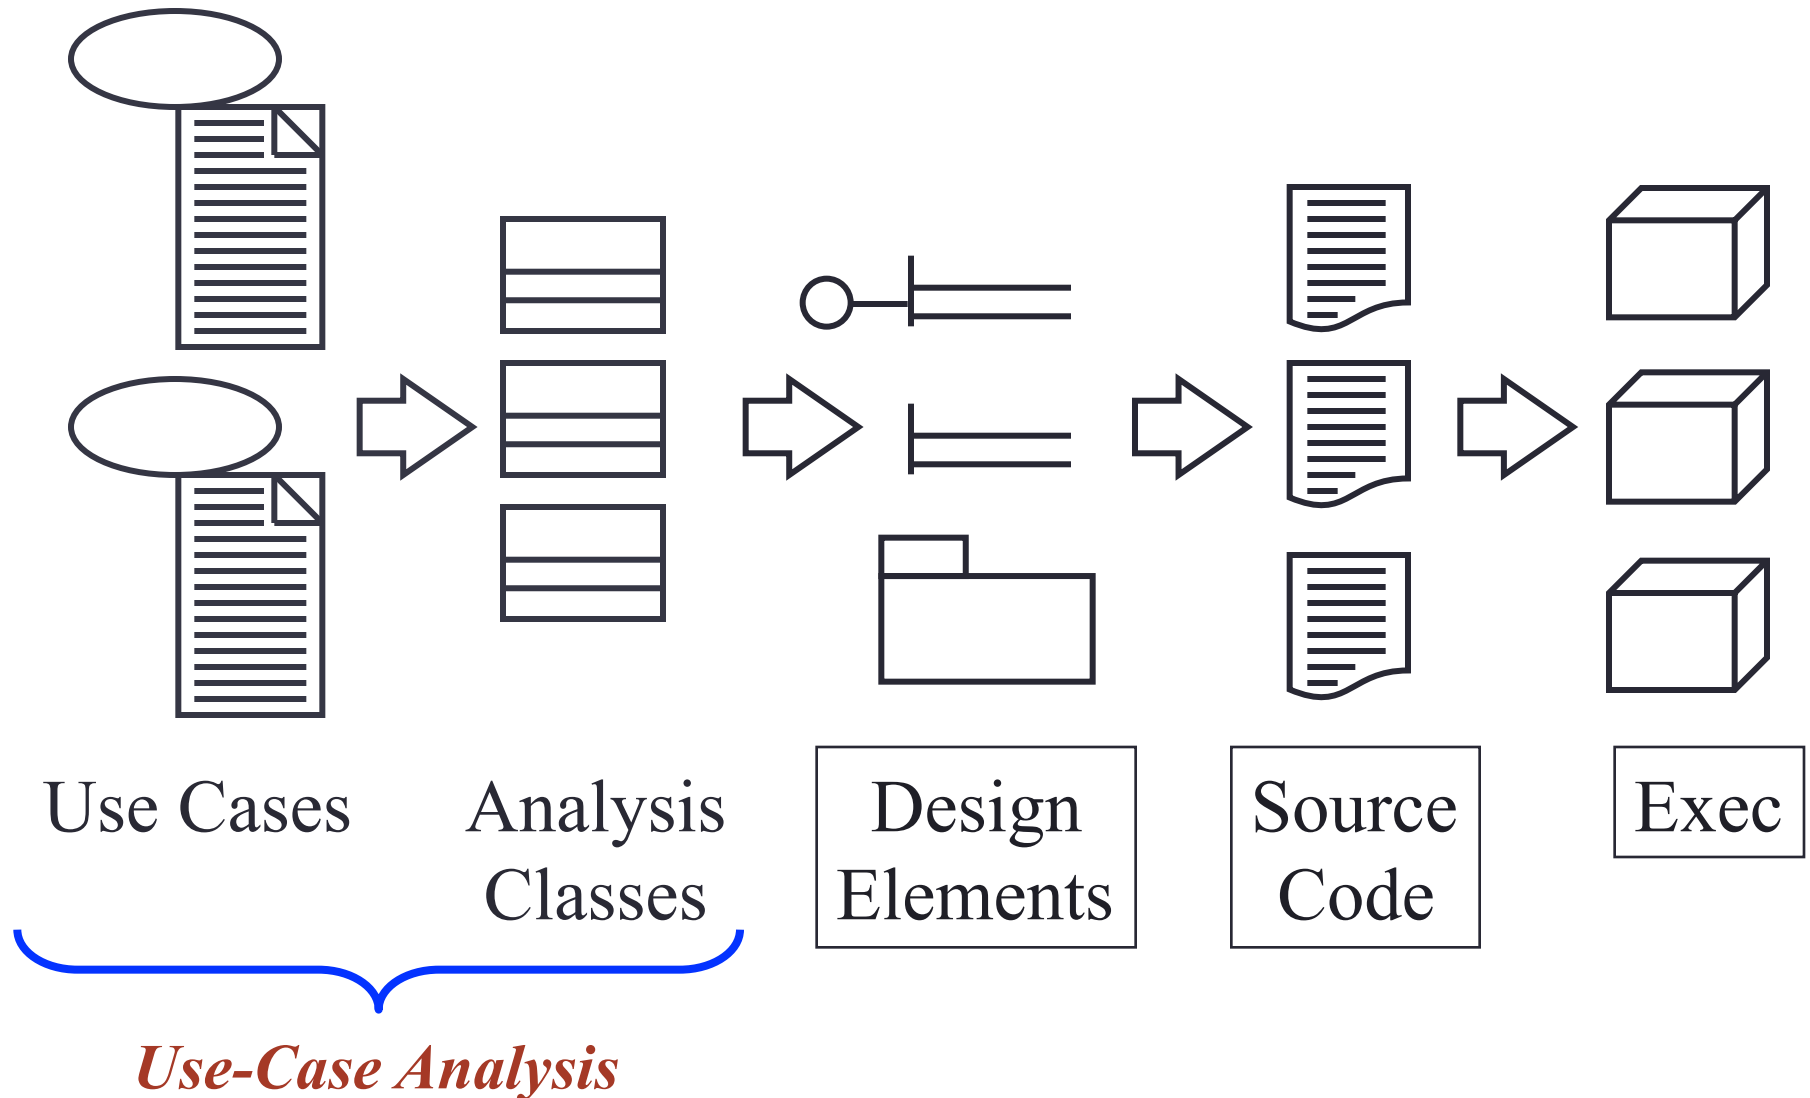 Use Cases
Analysis
Classes
Design
Elements
Source
Code
Exec
Use-Case Analysis